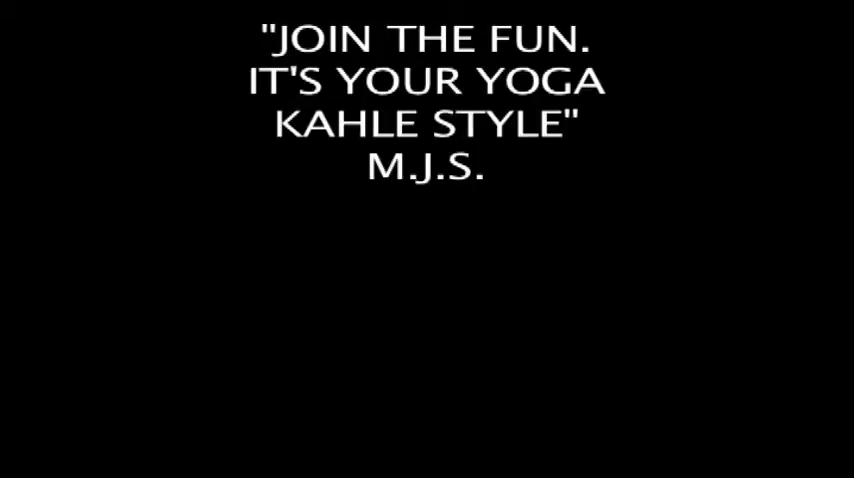 "JOIN THE FUN.
IT'S YOUR YOGA
KAHLE STYLE"
M.J.S.